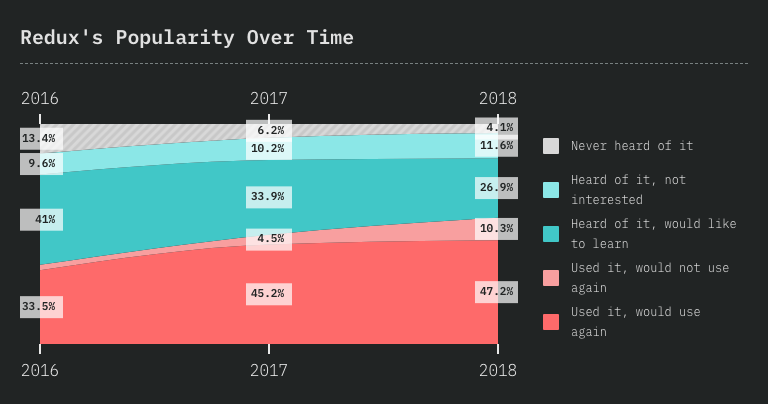 Redux's Popularity Over Time
2016 2017 2018
13.4% 6.2% 4.1%
9.6% 10.2% 11.6%
41% 33.9% 26.9%
4.5% 10.3%
33.5% 45.2% 47.2%
2016 2017 2018
Never heard of it
Heard of it, not
interested
Heard of it, would like
to learn
Used it, would not use
again
Used it, would use
again